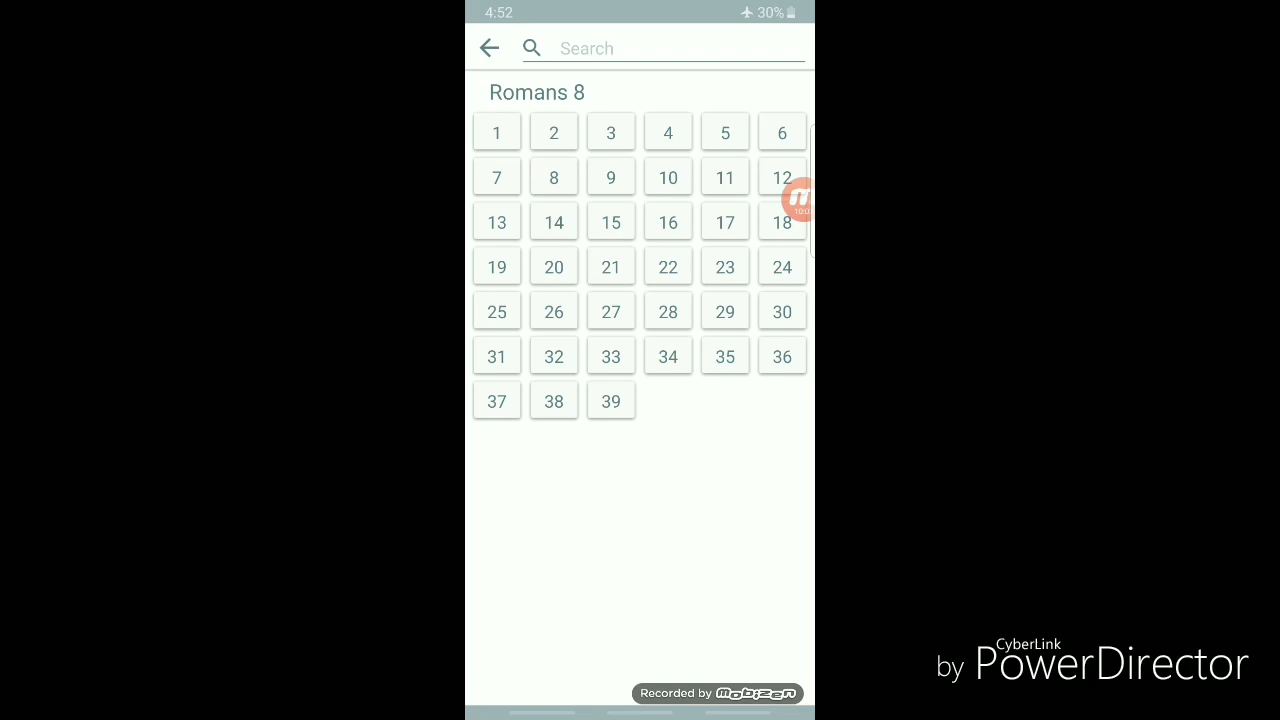 4:52 30%
Search
Romans 8
1 2 3 4 5 6
7 8 9 10 11 12
13 14 15 16 17 18
19 20 21 22 23 24
25 26 27 28 29 30
31 32 33 34 35 36
37 38 39
Recorded by mobizen
CyberLink
by PowerDirector